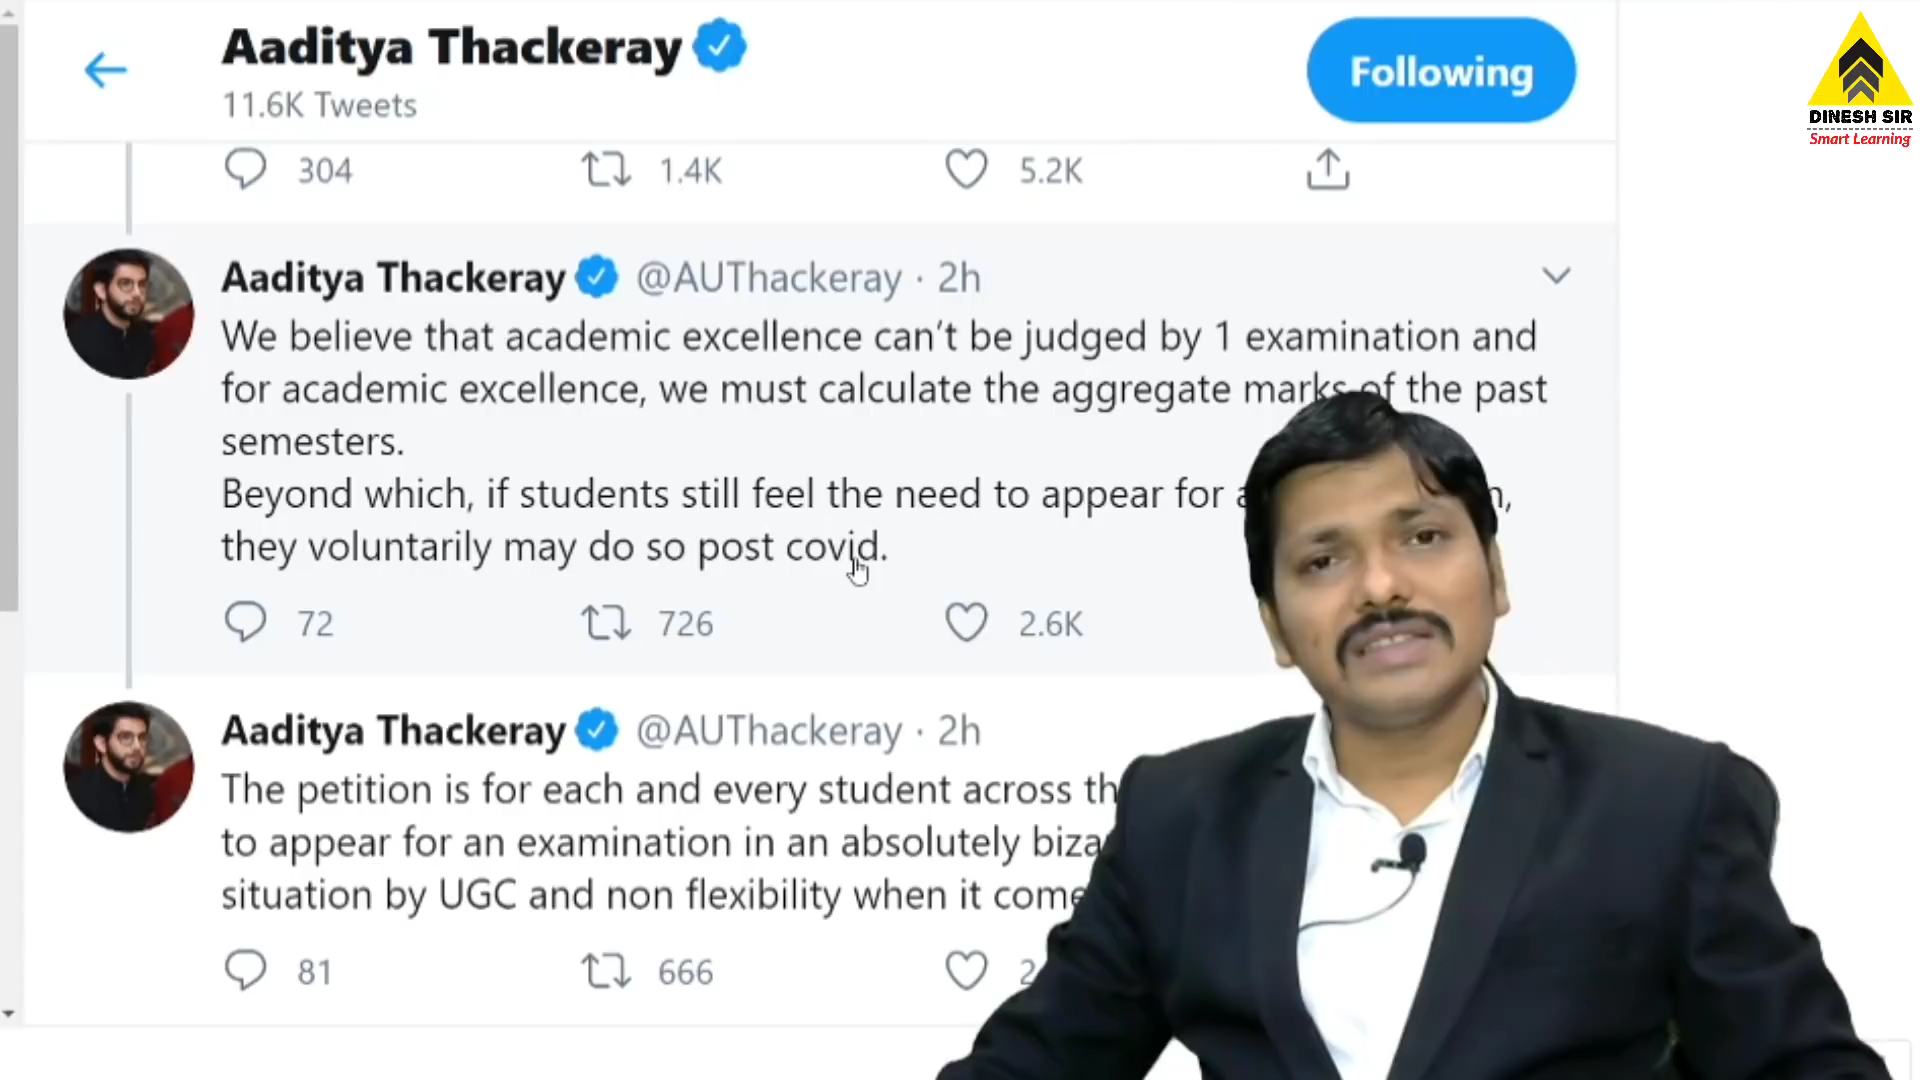 Aaditya Thackeray
11.6K Tweets
Following
DINESH SIR
Smart Learning
304 1.4K 5.2K
Aaditya Thackeray @AUThackeray · 2h
We believe that academic excellence can't be judged by 1 examination and
for academic excellence, we must calculate the aggregate marks of the past
semesters.
Beyond which, if students still feel the need to appear for
they voluntarily may do so post covid.
72 726 2.6K
Aaditya Thackeray @AUThackeray · 2h
The petition is for each and every student across
to appear for an examination in an absolutely
situation by UGC and non flexibility when it
81 666